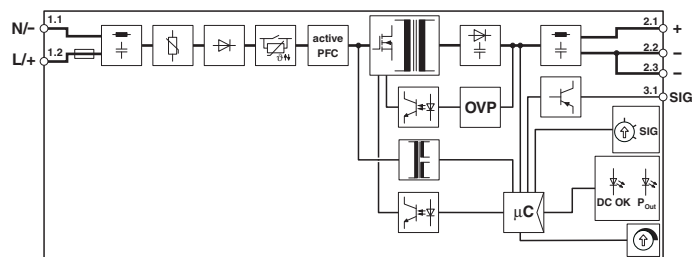 N/– 1.1
L/+ 1.2
active
PFC
2.1 +
2.2 –
2.3 –
3.1 SIG
OVP
SIG
ϑ
µC
DC OK P_Out